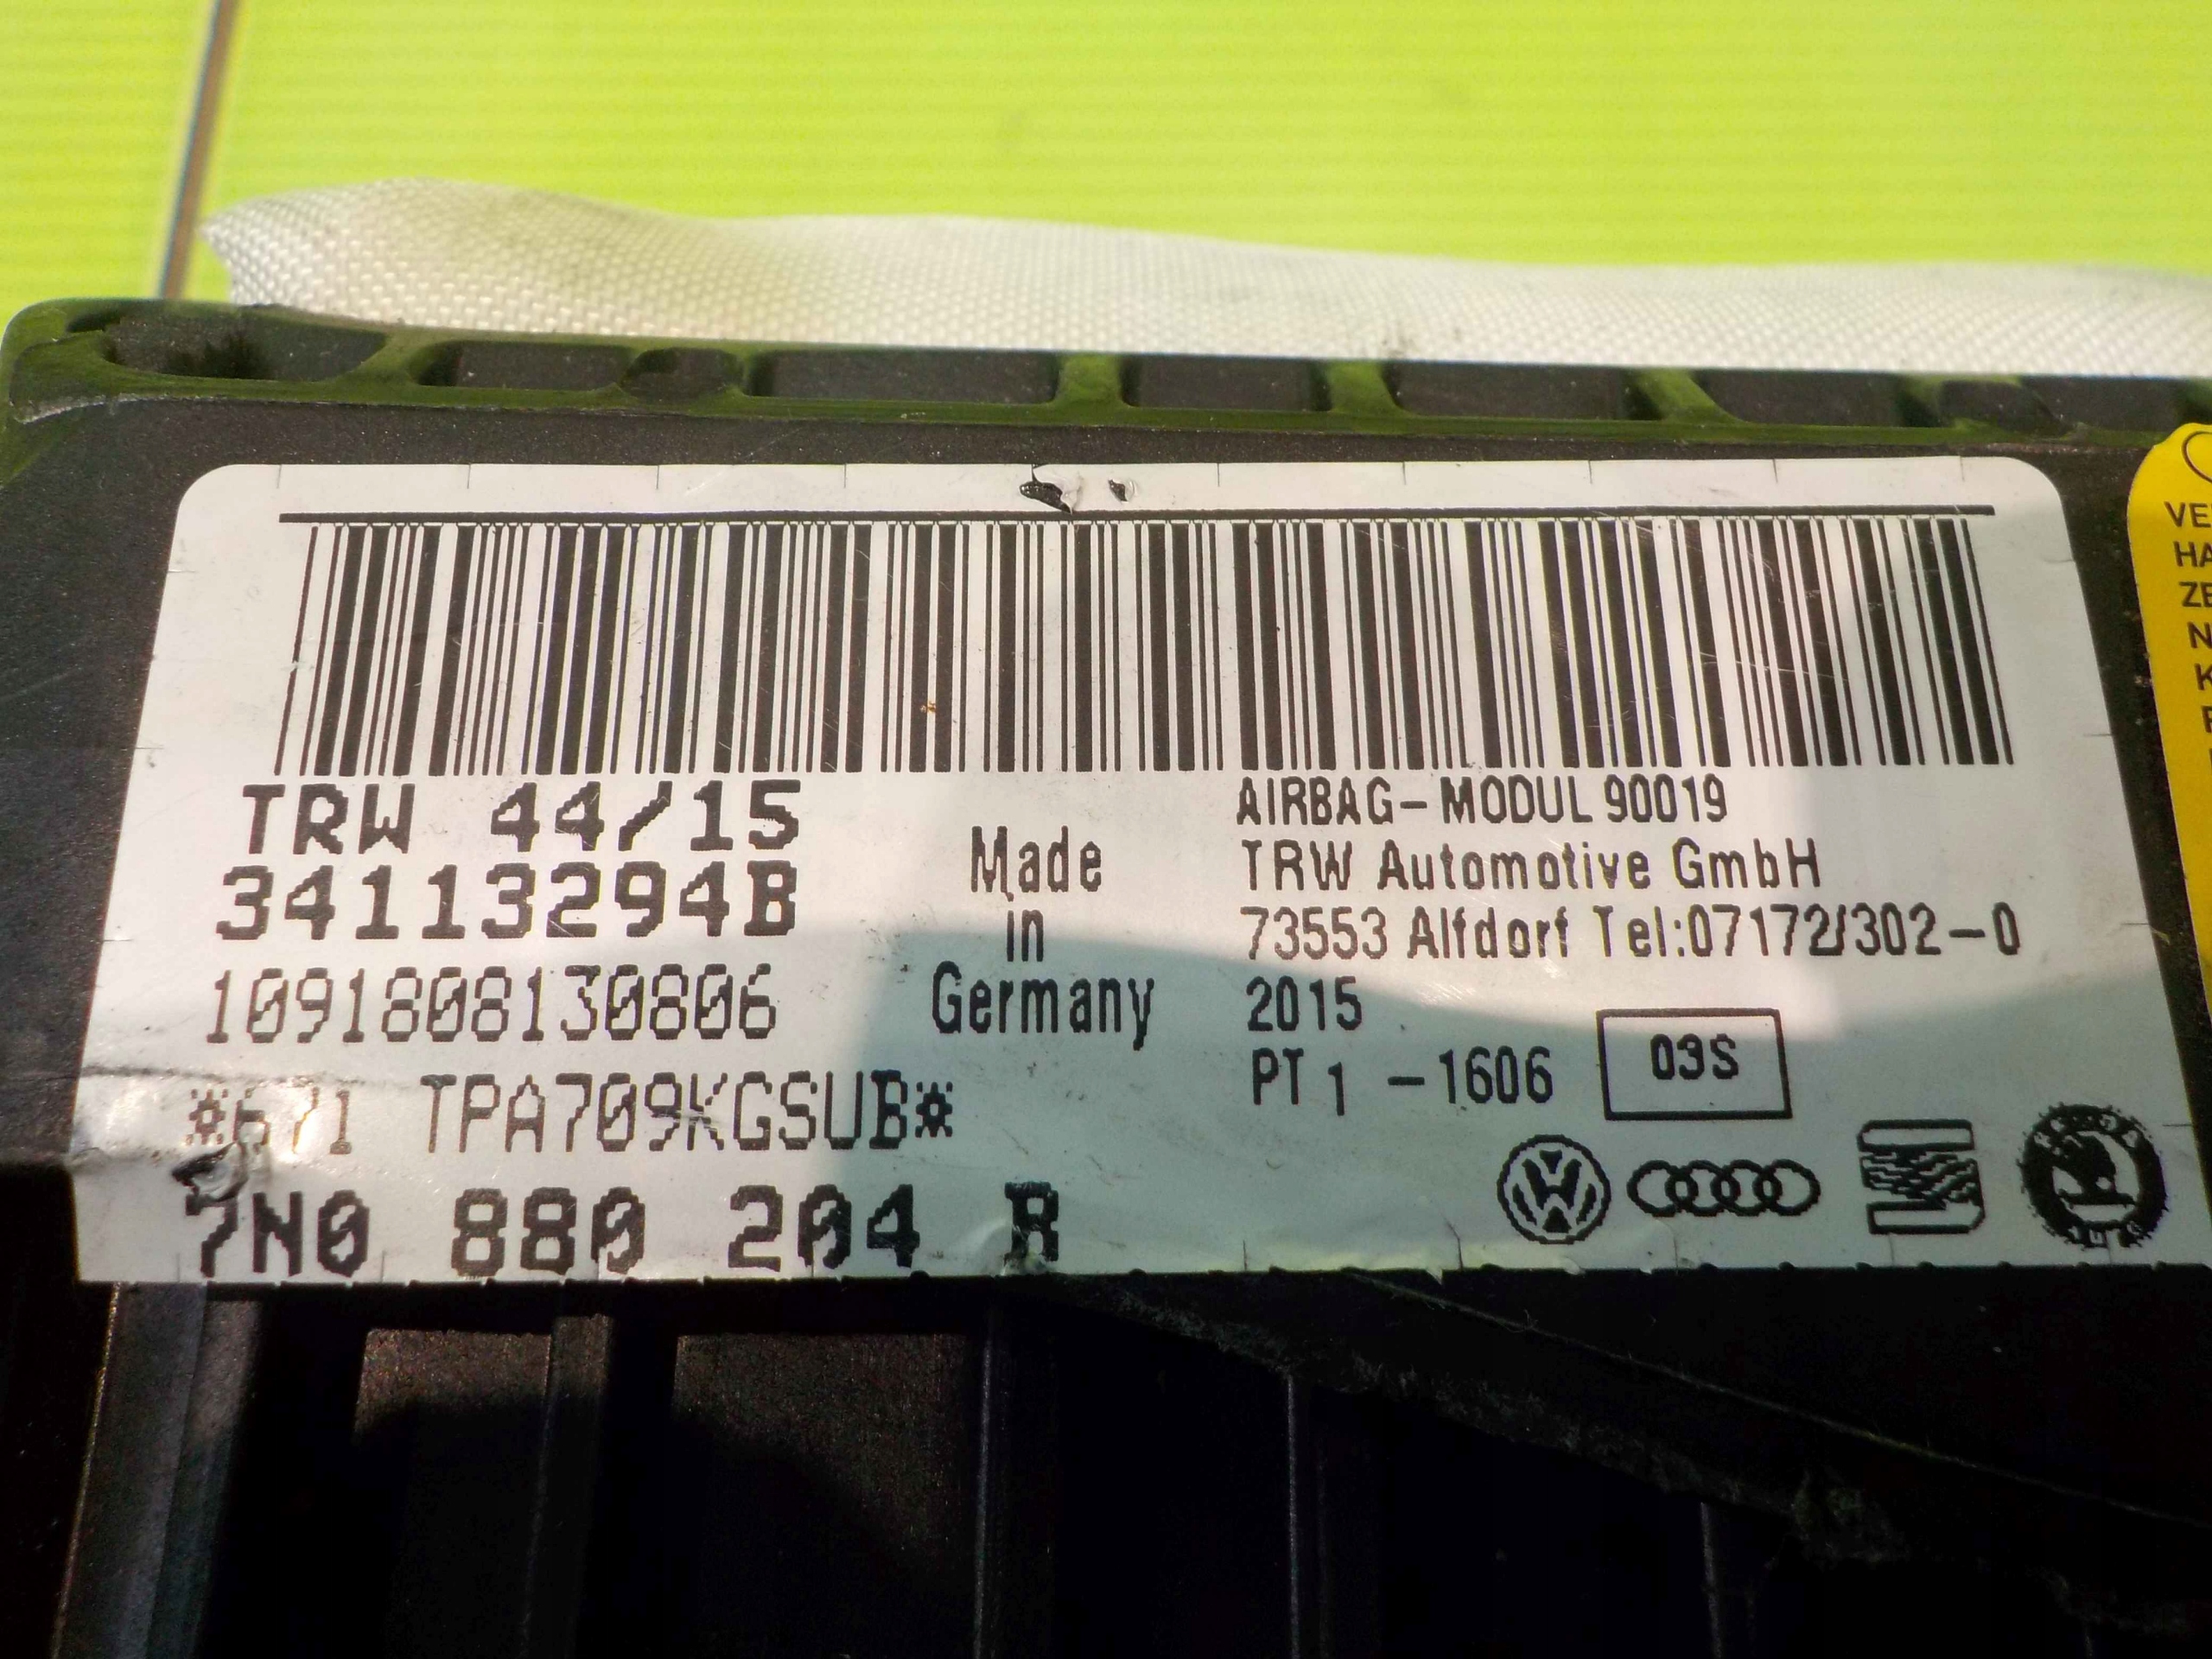 TRW 44/15
34113294B
1091808130806
*671 TPA709KGSUB*
7N0 880 204
Made
in
Germany
AIRBAG-MODUL 90019
TRW Automotive GmbH
73553 Alfdorf Tel:07172/302-0
2015
PT 1 -1606
03S